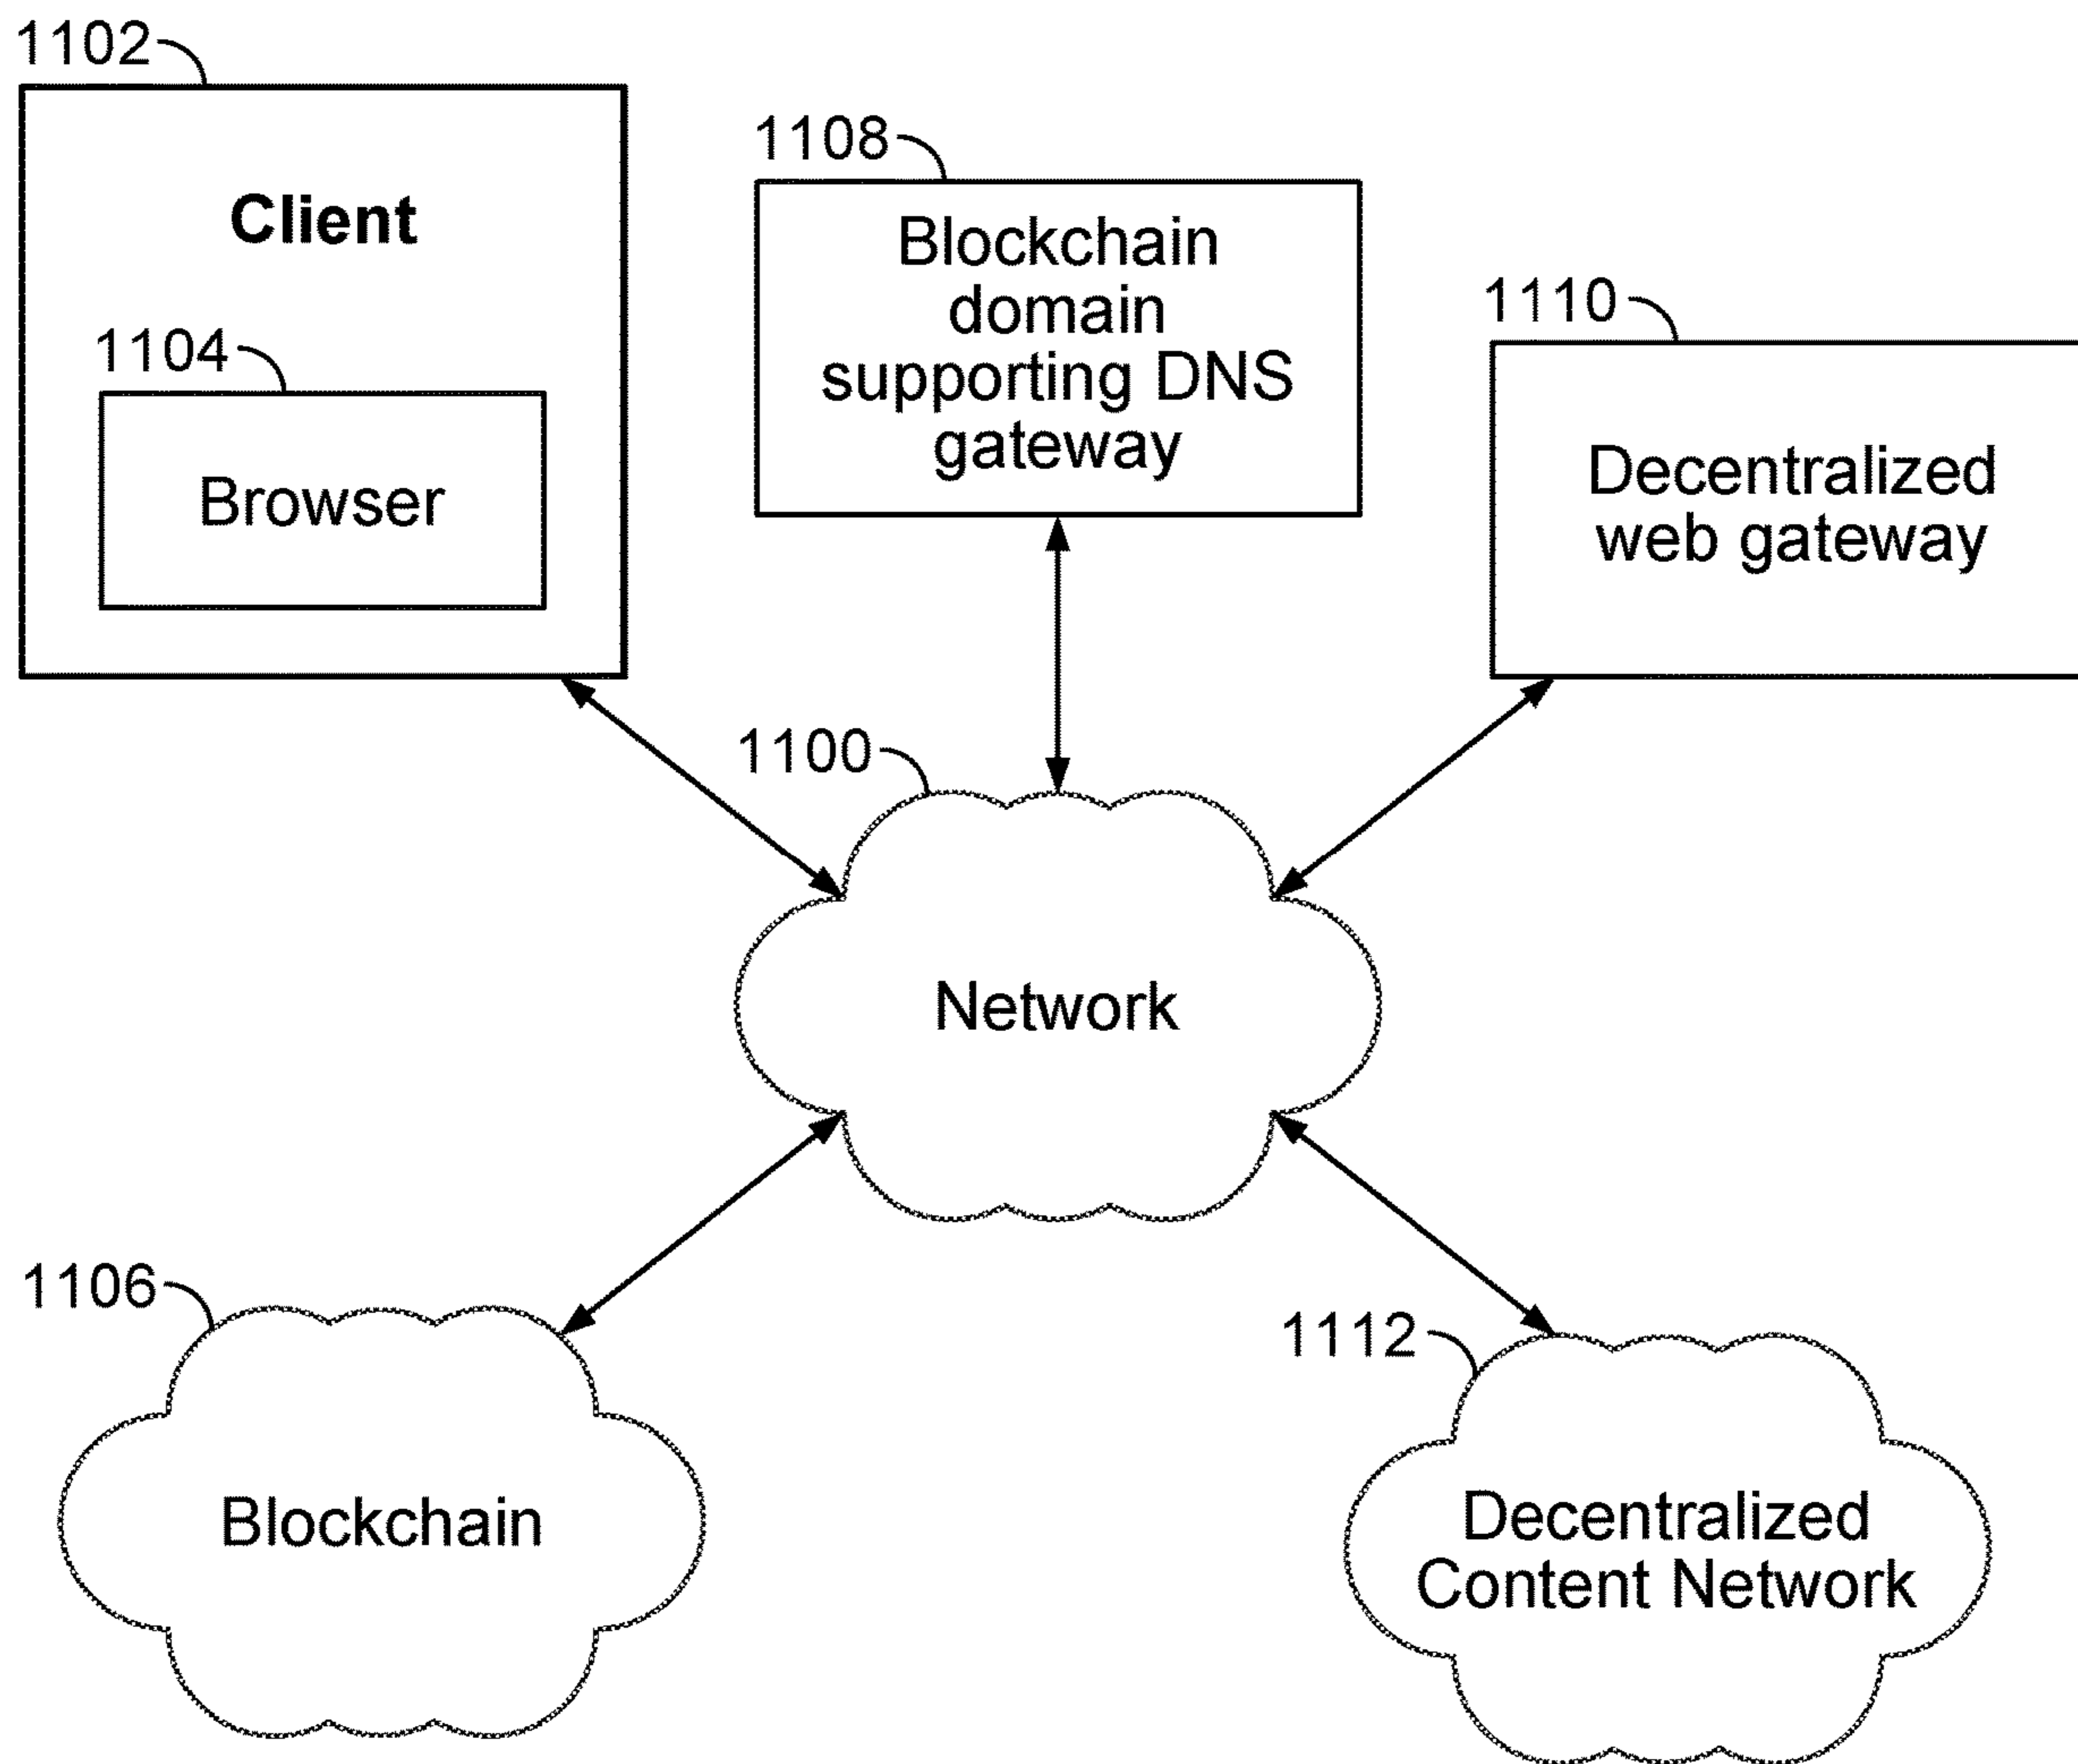 1102
Client
1104
Browser
1108
Blockchain
domain
supporting DNS
gateway
1110
Decentralized
web gateway
1100
Network
1106
Blockchain
1112
Decentralized
Content Network